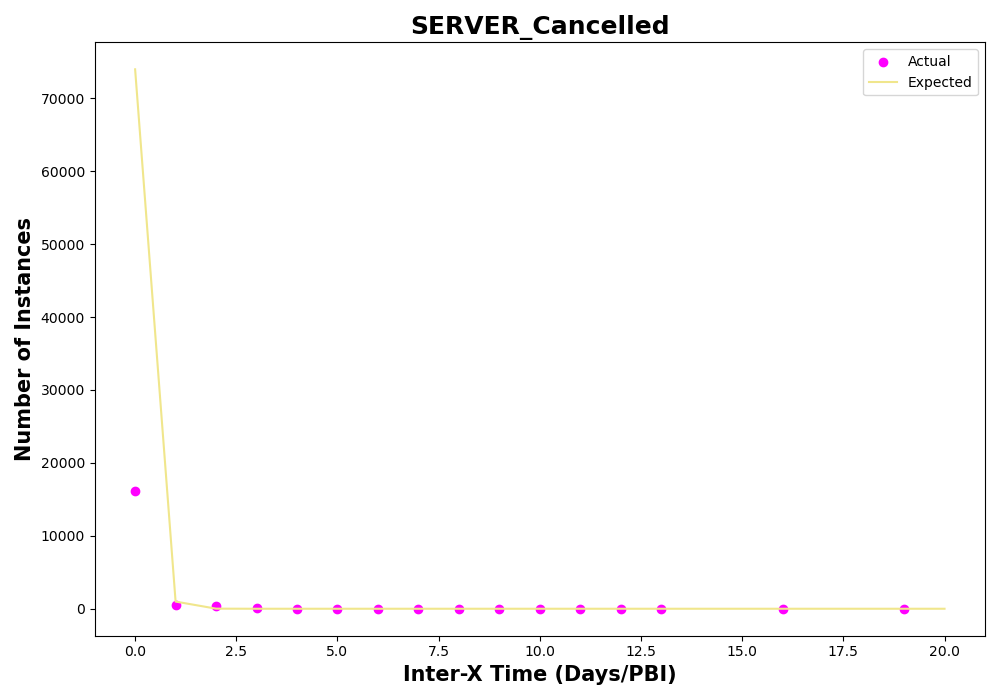 SERVER_Cancelled
Actual
Expected
Number of Instances
70000
60000
50000
40000
30000
20000
10000
0
0.0 2.5 5.0 7.5 10.0 12.5 15.0 17.5 20.0
Inter-X Time (Days/PBI)